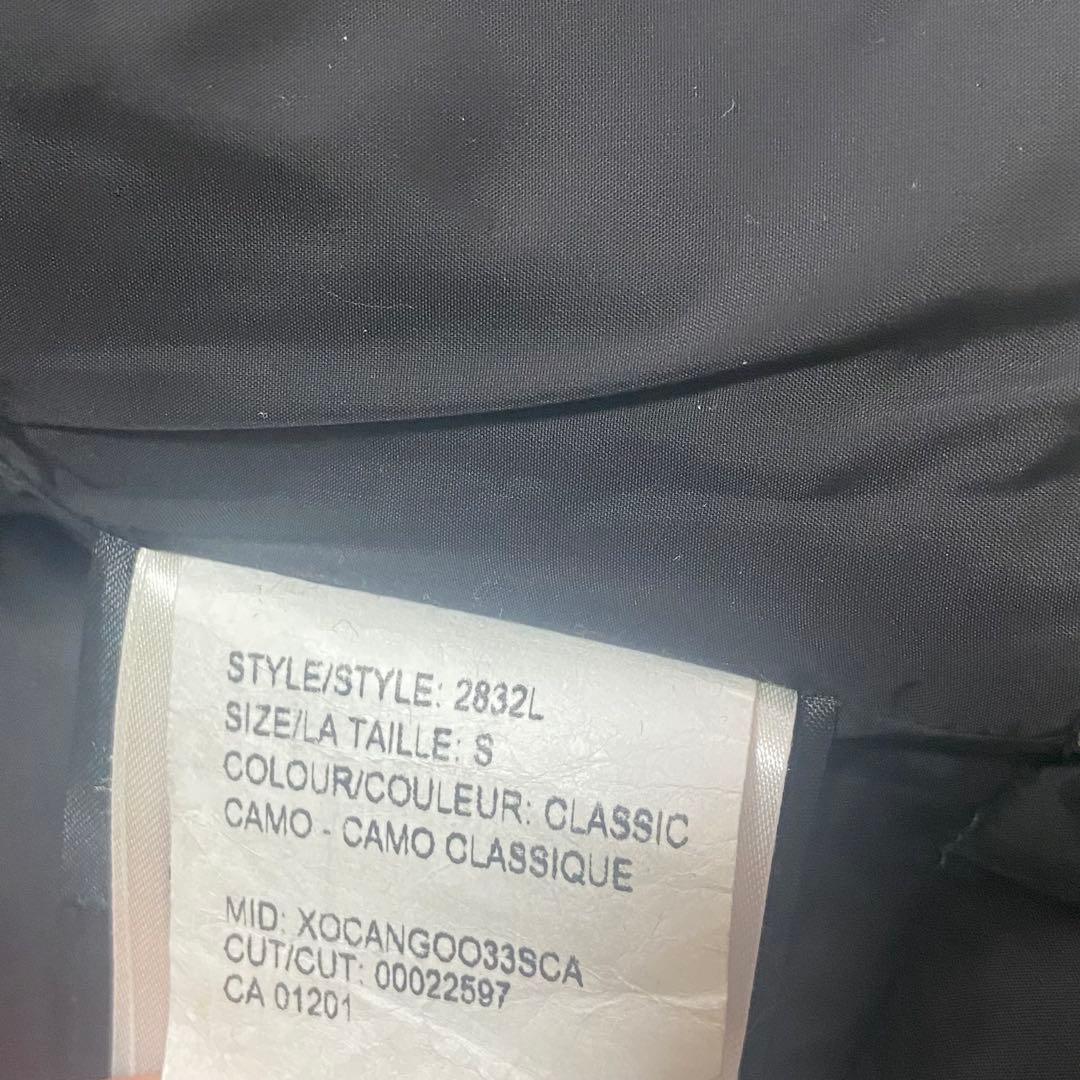 STYLE/STYLE: 2832L
SIZE/LA TAILLE: S
COLOUR/COULEUR: CLASSIC
CAMO - CAMO CLASSIQUE
MID: XOCANGOO33SCA
CUT/CUT: 00022597
CA 01201